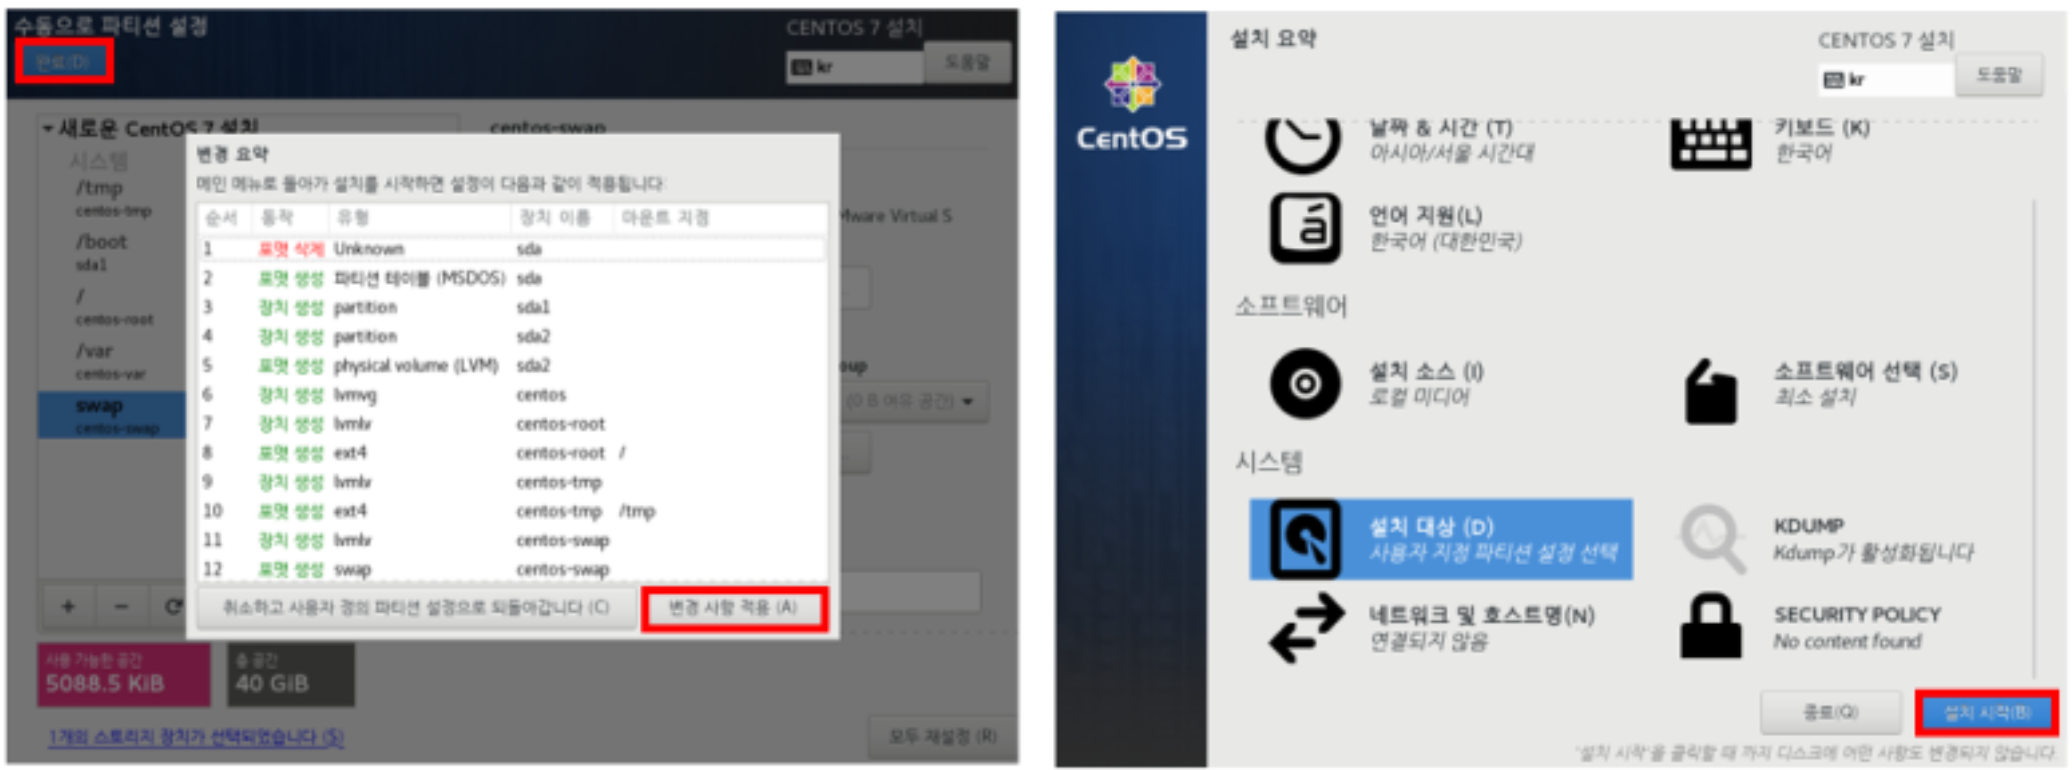 수동으로 파티션 설정
완료(D)
CENTOS 7 설치
kr
도움말
새로운 CentOS 7 설치
centos-swap
시스템
/tmp
centos-tmp
/boot
sda1
/
centos-root
/var
centos-var
swap
centos-swap
VMware Virtual S
(0 B 여유 공간)
변경 요약
메인 메뉴로 돌아가 설치를 시작하면 설정이 다음과 같이 적용됩니다:
순서 동작 유형 장치 이름 마운트 지점
1 포맷 삭제 Unknown sda
2 포맷 생성 파티션 테이블 (MSDOS) sda
3 장치 생성 partition sda1
4 장치 생성 partition sda2
5 포맷 생성 physical volume (LVM) sda2
6 장치 생성 lvmvg centos
7 장치 생성 lvmlv centos-root
8 포맷 생성 ext4 centos-root /
9 장치 생성 lvmlv centos-tmp
10 포맷 생성 ext4 centos-tmp /tmp
11 장치 생성 lvmlv centos-swap
12 포맷 생성 swap centos-swap
취소하고 사용자 정의 파티션 설정으로 되돌아갑니다 (C)
변경 사항 적용 (A)
사용 가능한 공간
5088.5 KiB
총 공간
40 GiB
1개의 스토리지 장치가 선택되었습니다 (S)
모두 재설정 (R)
CentOS
설치 요약
CENTOS 7 설치
kr
도움말
날짜 & 시간 (T)
아시아/서울 시간대
키보드 (K)
한국어
언어 지원(L)
한국어 (대한민국)
소프트웨어
설치 소스 (I)
로컬 미디어
소프트웨어 선택 (S)
최소 설치
시스템
설치 대상 (D)
사용자 지정 파티션 설정 선택
KDUMP
Kdump가 활성화됩니다
네트워크 및 호스트명(N)
연결되지 않음
SECURITY POLICY
No content found
종료(Q)
설치 시작(B)
'설치 시작'을 클릭할 때 까지 디스크에 어떤 사항도 변경되지 않습니다.